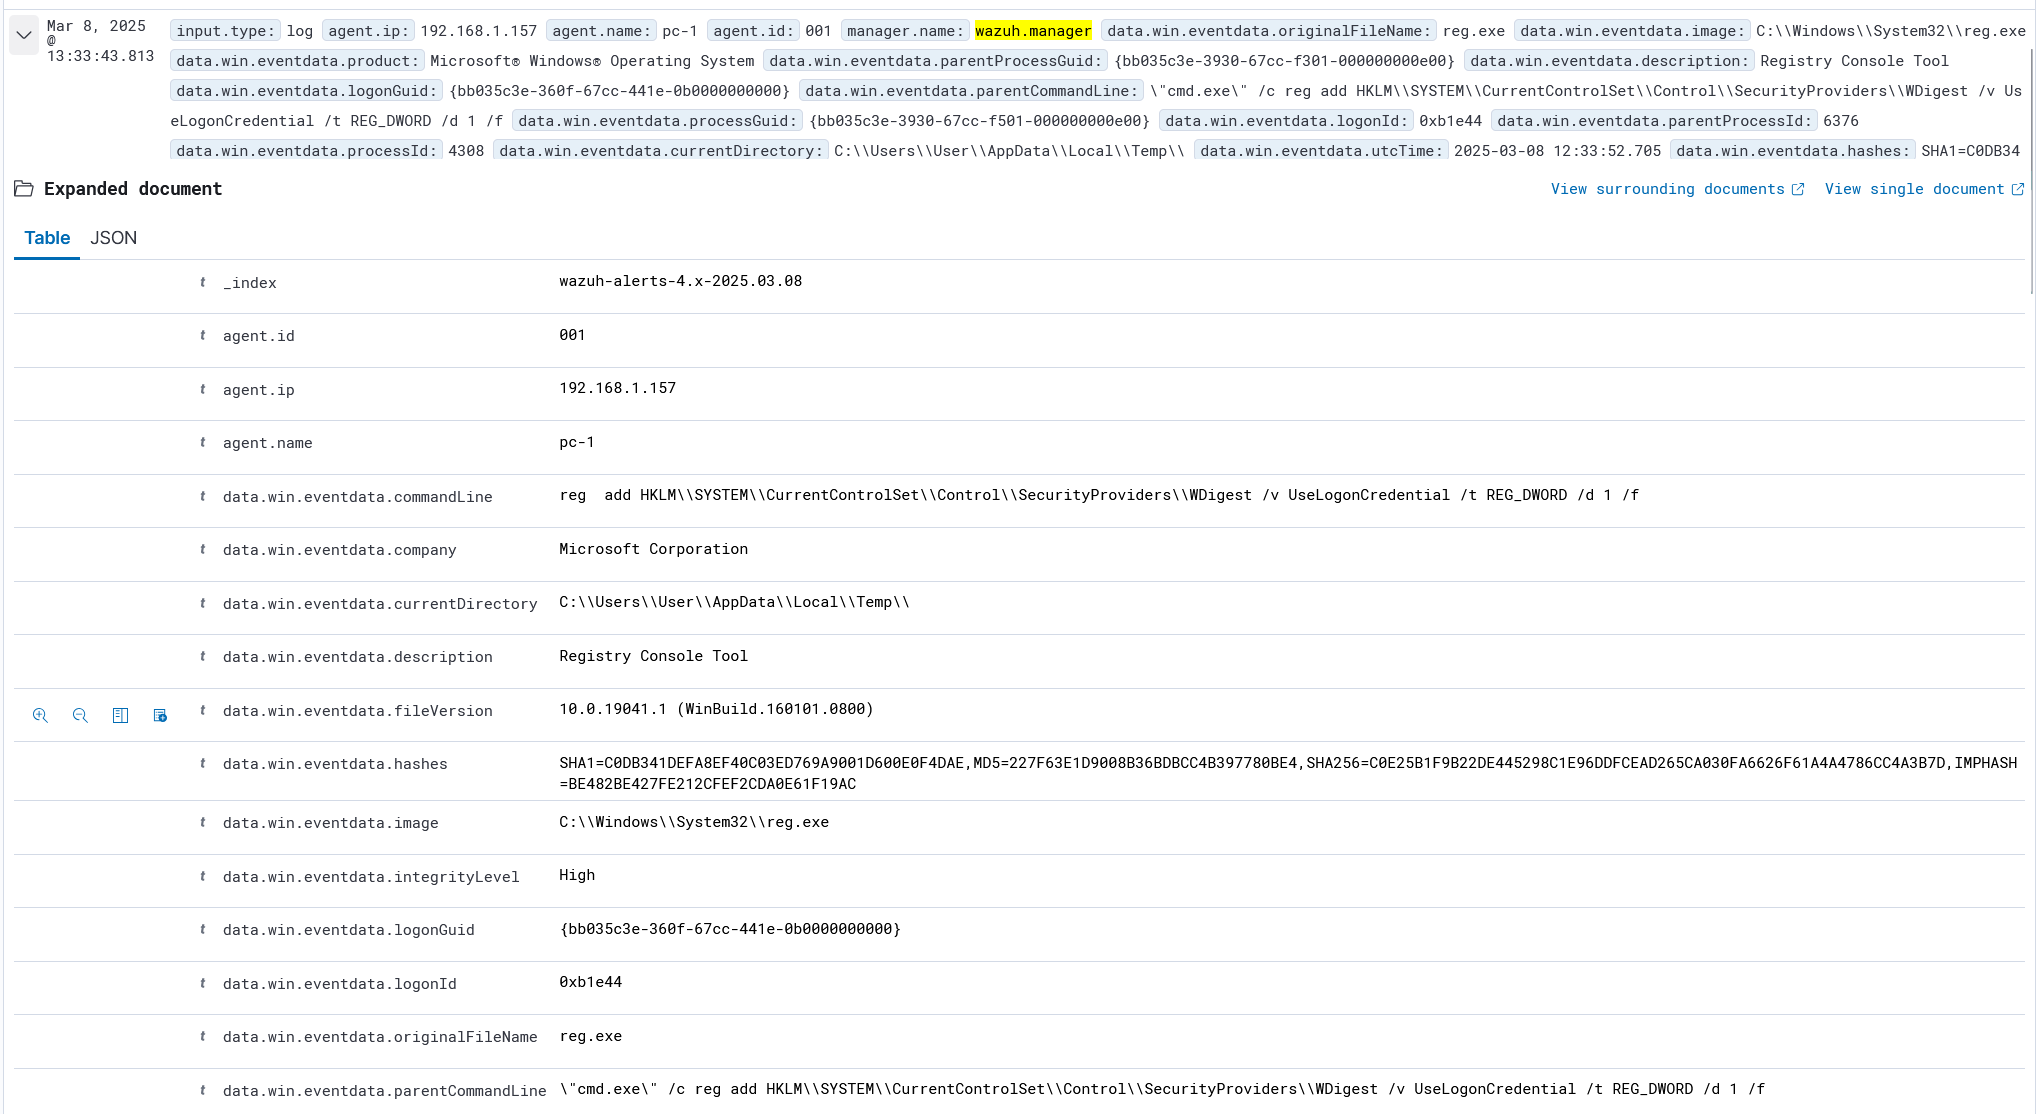 Mar 8, 2025
@
13:33:43.813
input.type: log agent.ip: 192.168.1.157 agent.name: pc-1 agent.id: 001 manager.name: wazuh.manager data.win.eventdata.originalFileName: reg.exe data.win.eventdata.image: C:\\Windows\\System32\\reg.exe
data.win.eventdata.product: Microsoft® Windows® Operating System data.win.eventdata.parentProcessGuid: {bb035c3e-3930-67cc-f301-000000000e00} data.win.eventdata.description: Registry Console Tool
data.win.eventdata.logonGuid: {bb035c3e-360f-67cc-441e-0b0000000000} data.win.eventdata.parentCommandLine: \"cmd.exe\" /c reg add HKLM\\SYSTEM\\CurrentControlSet\\Control\\SecurityProviders\\WDigest /v Us
eLogonCredential /t REG_DWORD /d 1 /f data.win.eventdata.processGuid: {bb035c3e-3930-67cc-f501-000000000e00} data.win.eventdata.logonId: 0xb1e44 data.win.eventdata.parentProcessId: 6376
data.win.eventdata.processId: 4308 data.win.eventdata.currentDirectory: C:\\Users\\User\\AppData\\Local\\Temp\\ data.win.eventdata.utcTime: 2025-03-08 12:33:52.705 data.win.eventdata.hashes: SHA1=C0DB34
Expanded document View surrounding documents View single document
Table JSON
t _index wazuh-alerts-4.x-2025.03.08
t agent.id 001
t agent.ip 192.168.1.157
t agent.name pc-1
t data.win.eventdata.commandLine reg  add HKLM\\SYSTEM\\CurrentControlSet\\Control\\SecurityProviders\\WDigest /v UseLogonCredential /t REG_DWORD /d 1 /f
t data.win.eventdata.company Microsoft Corporation
t data.win.eventdata.currentDirectory C:\\Users\\User\\AppData\\Local\\Temp\\
t data.win.eventdata.description Registry Console Tool
t data.win.eventdata.fileVersion 10.0.19041.1 (WinBuild.160101.0800)
t data.win.eventdata.hashes SHA1=C0DB341DEFA8EF40C03ED769A9001D600E0F4DAE,MD5=227F63E1D9008B36BDBCC4B397780BE4,SHA256=C0E25B1F9B22DE445298C1E96DDFCEAD265CA030FA6626F61A4A4786CC4A3B7D,IMPHASH
=BE482BE427FE212CFEF2CDA0E61F19AC
t data.win.eventdata.image C:\\Windows\\System32\\reg.exe
t data.win.eventdata.integrityLevel High
t data.win.eventdata.logonGuid {bb035c3e-360f-67cc-441e-0b0000000000}
t data.win.eventdata.logonId 0xb1e44
t data.win.eventdata.originalFileName reg.exe
t data.win.eventdata.parentCommandLine \"cmd.exe\" /c reg add HKLM\\SYSTEM\\CurrentControlSet\\Control\\SecurityProviders\\WDigest /v UseLogonCredential /t REG_DWORD /d 1 /f